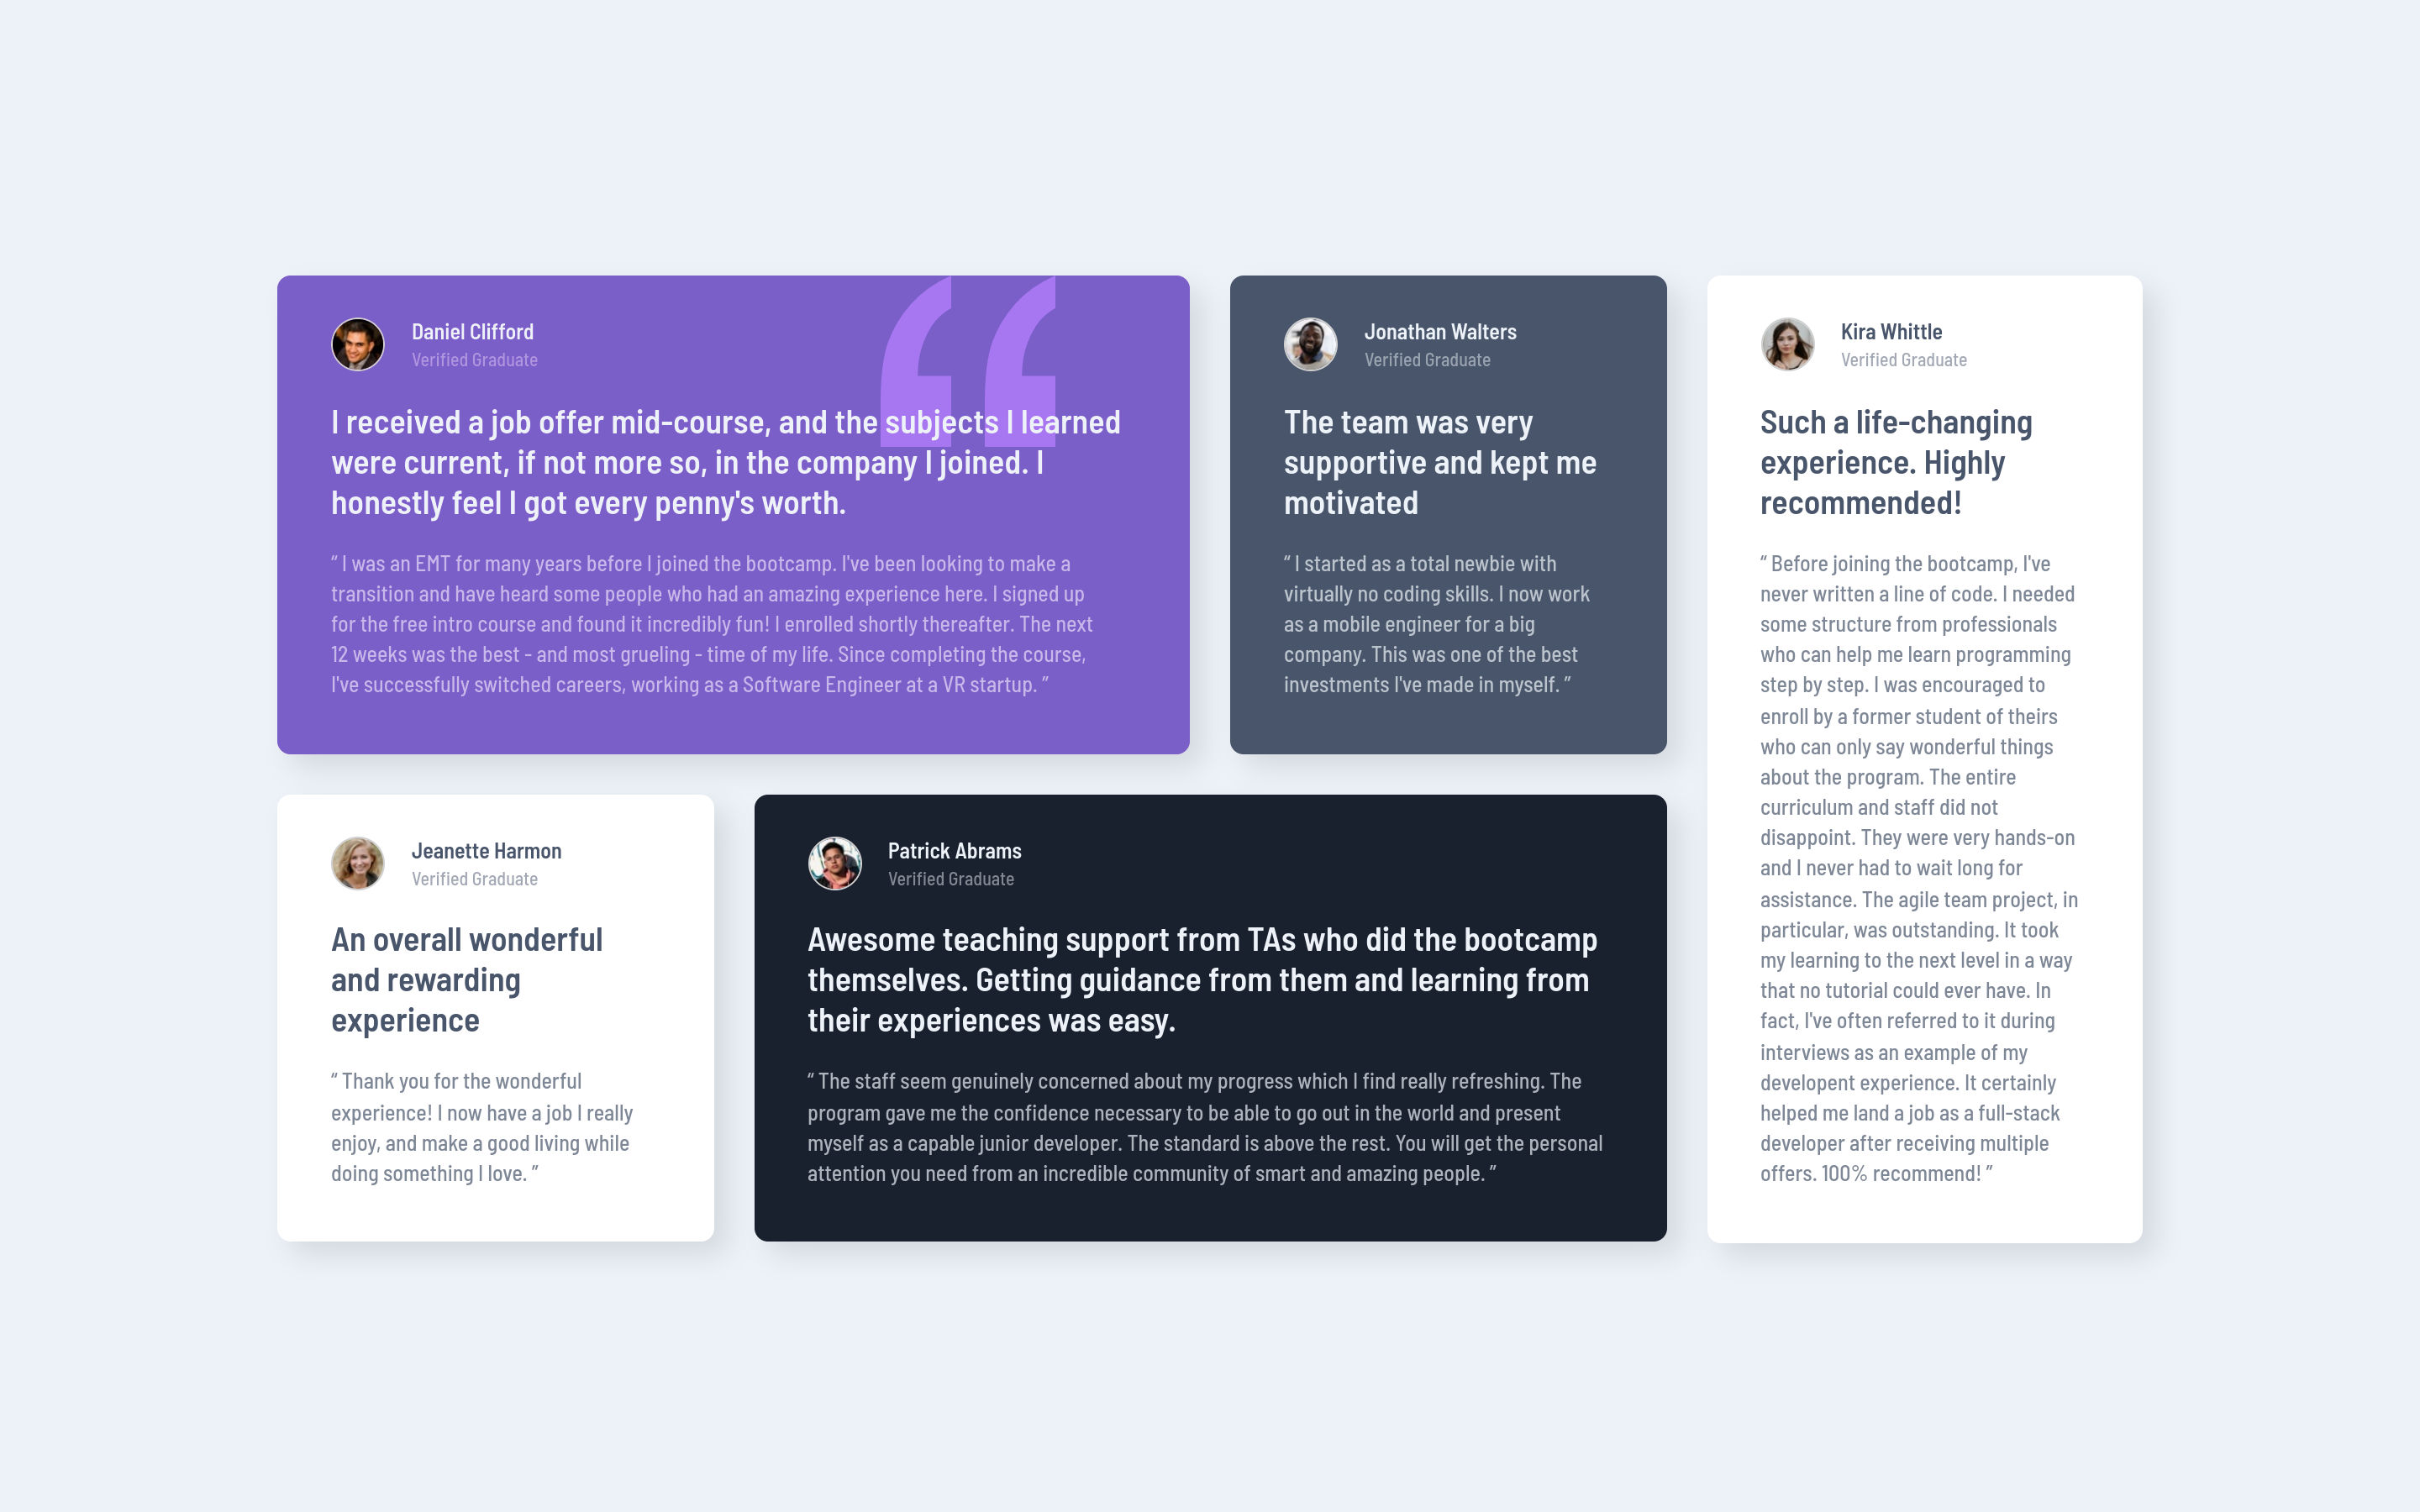 Daniel Clifford
Verified Graduate
I received a job offer mid-course, and the subjects I learned
were current, if not more so, in the company I joined. I
honestly feel I got every penny's worth.
“ I was an EMT for many years before I joined the bootcamp. I've been looking to make a
transition and have heard some people who had an amazing experience here. I signed up
for the free intro course and found it incredibly fun! I enrolled shortly thereafter. The next
12 weeks was the best - and most grueling - time of my life. Since completing the course,
I've successfully switched careers, working as a Software Engineer at a VR startup. ”
Jonathan Walters
Verified Graduate
The team was very
supportive and kept me
motivated
“ I started as a total newbie with
virtually no coding skills. I now work
as a mobile engineer for a big
company. This was one of the best
investments I've made in myself. ”
Kira Whittle
Verified Graduate
Such a life-changing
experience. Highly
recommended!
“ Before joining the bootcamp, I've
never written a line of code. I needed
some structure from professionals
who can help me learn programming
step by step. I was encouraged to
enroll by a former student of theirs
who can only say wonderful things
about the program. The entire
curriculum and staff did not
disappoint. They were very hands-on
and I never had to wait long for
assistance. The agile team project, in
particular, was outstanding. It took
my learning to the next level in a way
that no tutorial could ever have. In
fact, I've often referred to it during
interviews as an example of my
developent experience. It certainly
helped me land a job as a full-stack
developer after receiving multiple
offers. 100% recommend! ”
Jeanette Harmon
Verified Graduate
An overall wonderful
and rewarding
experience
“ Thank you for the wonderful
experience! I now have a job I really
enjoy, and make a good living while
doing something I love. ”
Patrick Abrams
Verified Graduate
Awesome teaching support from TAs who did the bootcamp
themselves. Getting guidance from them and learning from
their experiences was easy.
“ The staff seem genuinely concerned about my progress which I find really refreshing. The
program gave me the confidence necessary to be able to go out in the world and present
myself as a capable junior developer. The standard is above the rest. You will get the personal
attention you need from an incredible community of smart and amazing people. ”